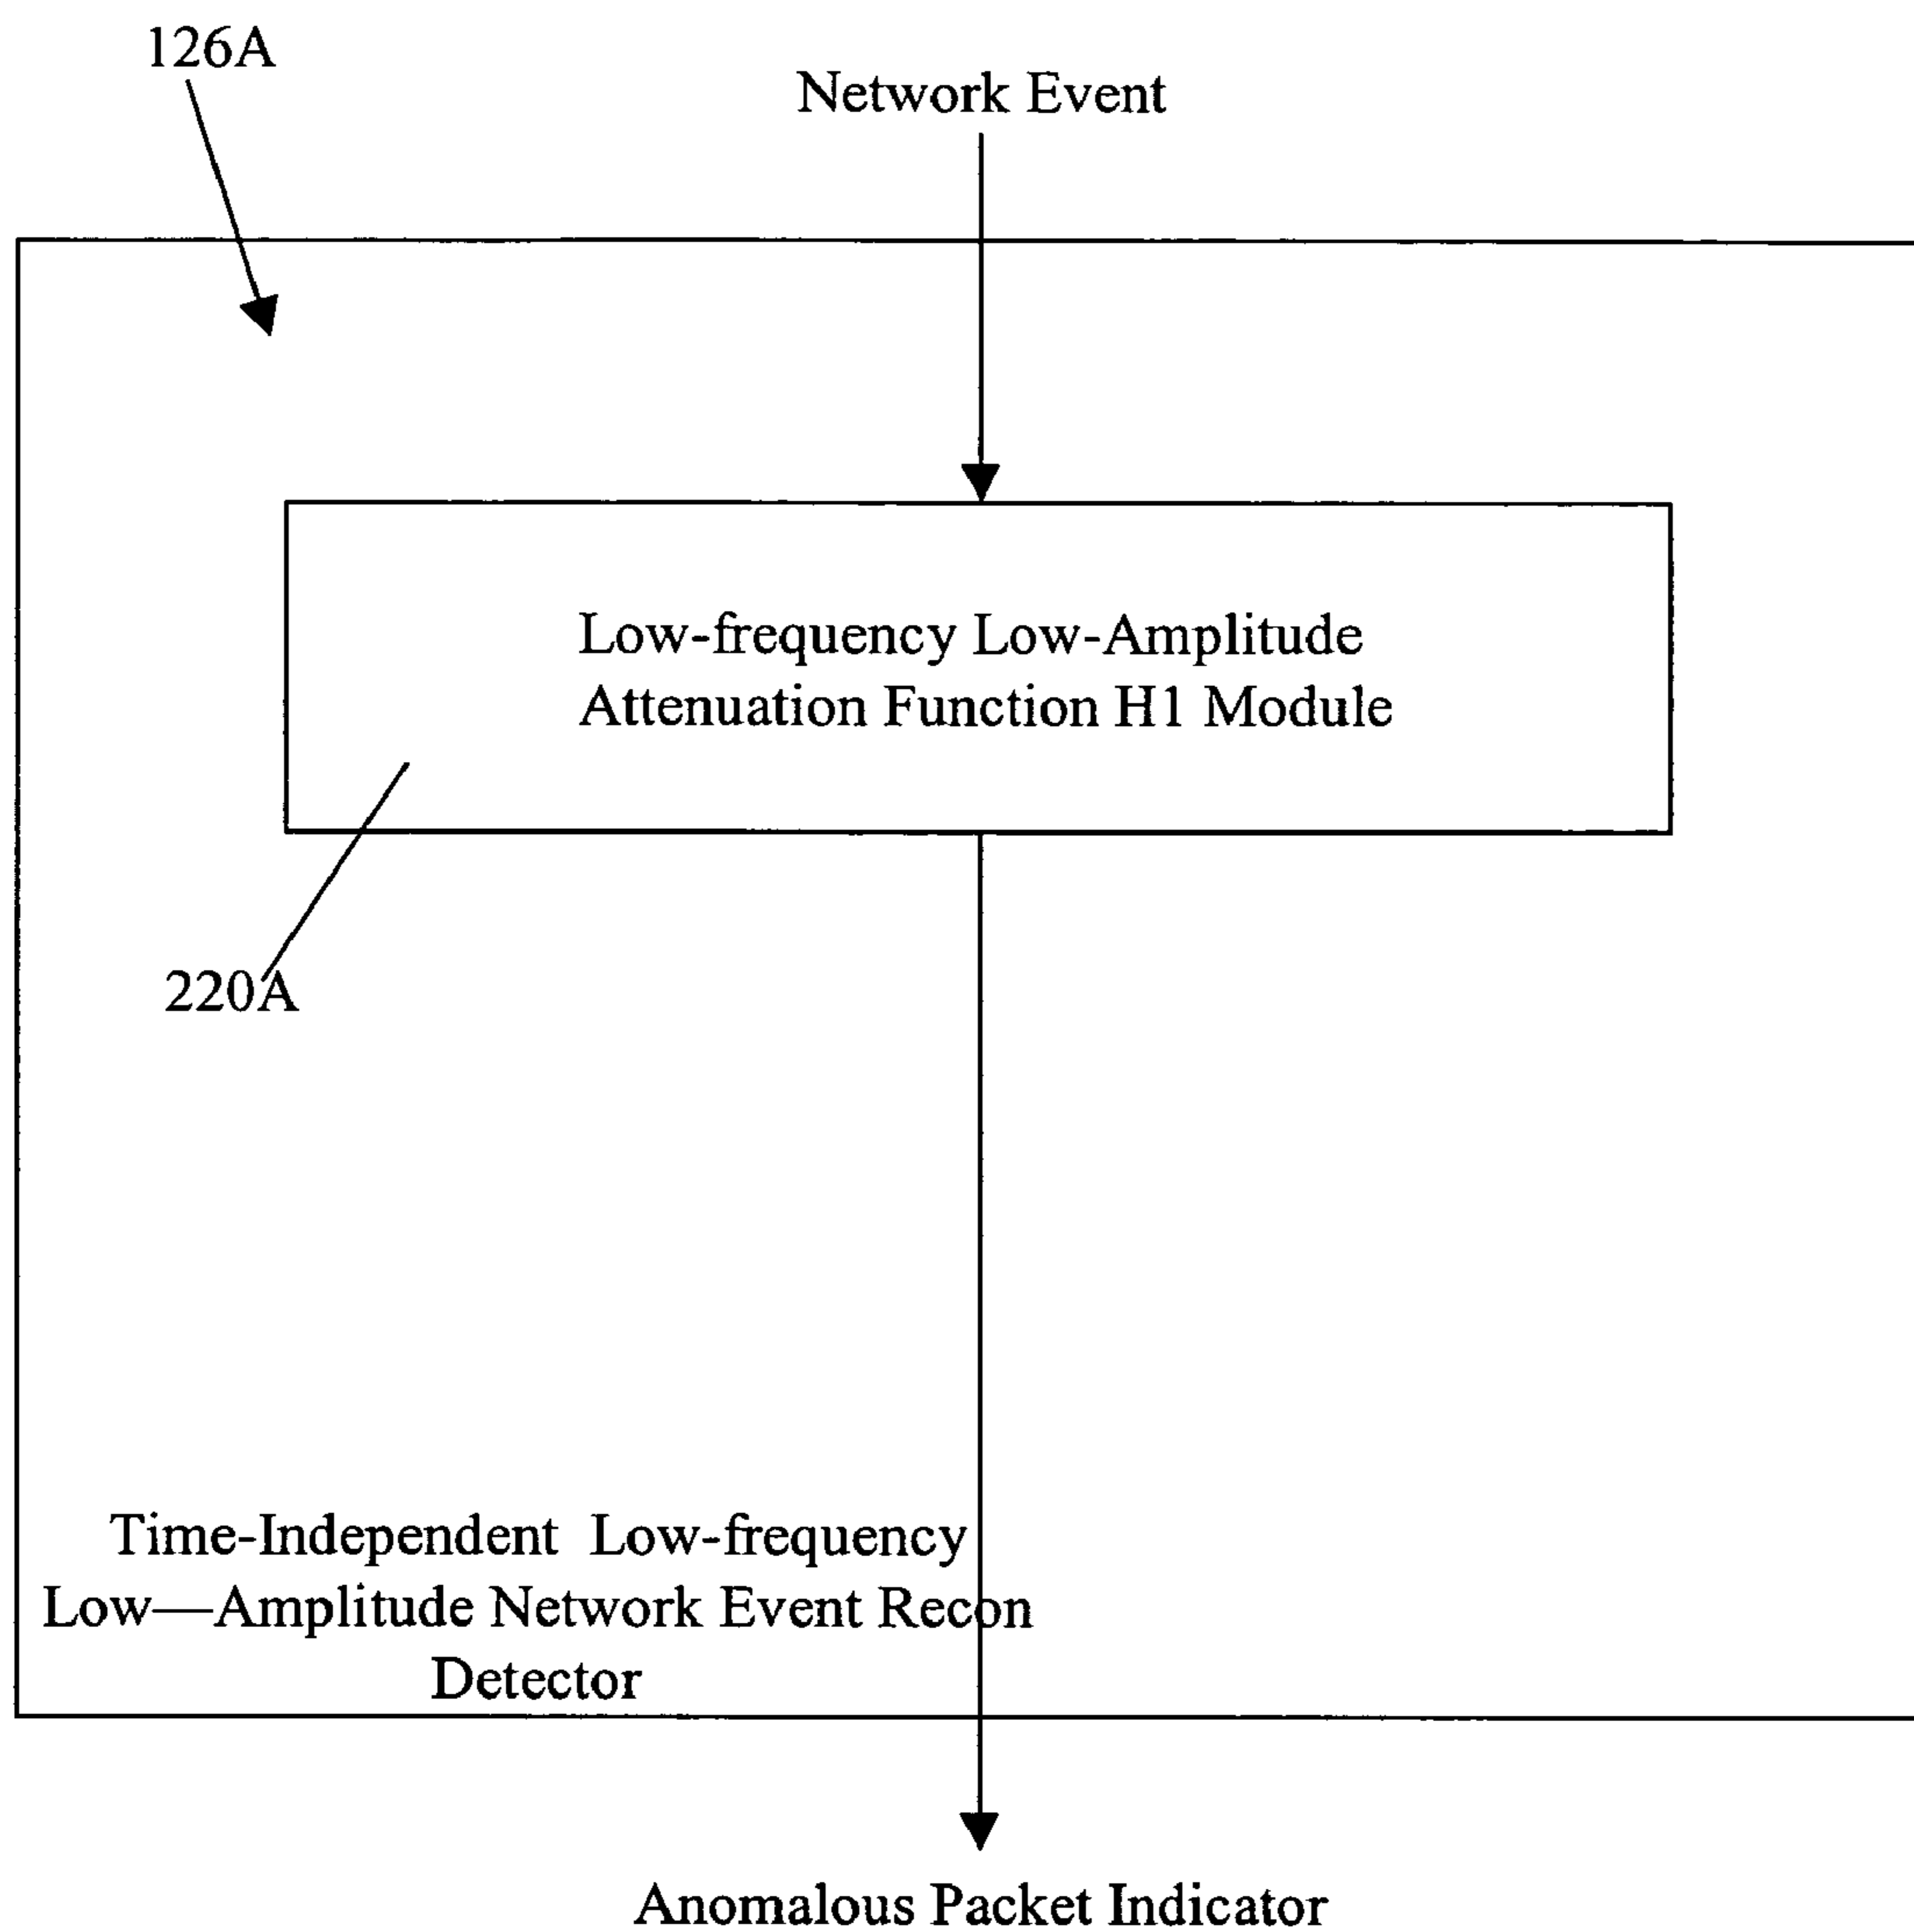 126A
Network Event
Low-frequency Low-Amplitude
Attenuation Function H1 Module
220A
Time-Independent Low-frequency
Low—Amplitude Network Event Recon
Detector
Anomalous Packet Indicator